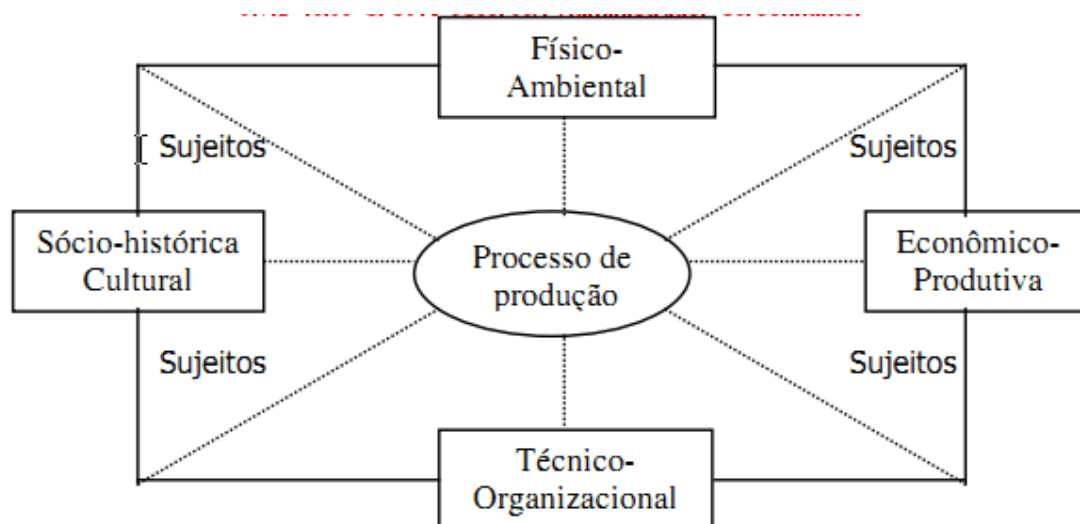 Físico-
Ambiental
Sujeitos
Sujeitos
Sócio-histórica
Cultural
Processo de
produção
Econômico-
Produtiva
Sujeitos
Sujeitos
Técnico-
Organizacional